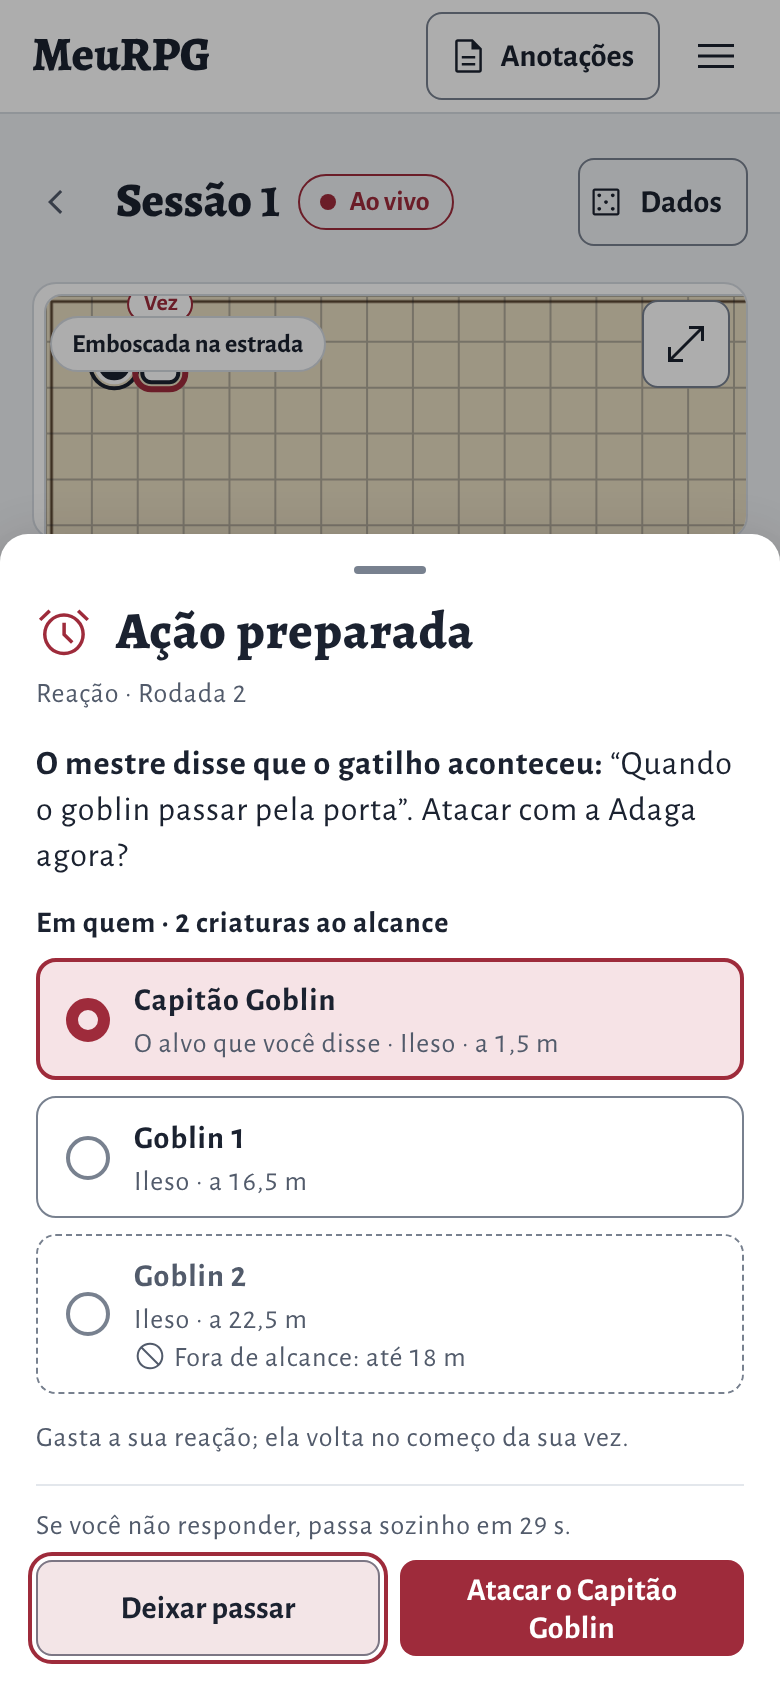 MeuRPG
Anotações
Sessão 1
Ao vivo
Dados
Vez
Emboscada na estrada
Ação preparada
Reação · Rodada 2
O mestre disse que o gatilho aconteceu: “Quando
o goblin passar pela porta”. Atacar com a Adaga
agora?
Em quem · 2 criaturas ao alcance
Capitão Goblin
O alvo que você disse · Ileso · a 1,5 m
Goblin 1
Ileso · a 16,5 m
Goblin 2
Ileso · a 22,5 m
Fora de alcance: até 18 m
Gasta a sua reação; ela volta no começo da sua vez.
Se você não responder, passa sozinho em 29 s.
Deixar passar
Atacar o Capitão
Goblin